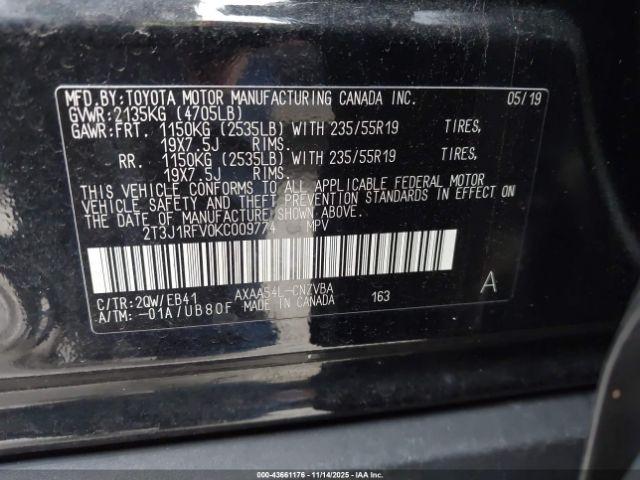 MFD.BY:TOYOTA MOTOR MANUFACTURING CANADA INC. 05/19
GVWR:2135KG (4705LB)
GAWR:FRT. 1150KG (2535LB) WITH 235/55R19 TIRES,
19X7.5J RIMS.
RR. 1150KG (2535LB) WITH 235/55R19 TIRES,
19X7.5J RIMS.
THIS VEHICLE CONFORMS TO ALL APPLICABLE FEDERAL MOTOR
VEHICLE SAFETY AND THEFT PREVENTION STANDARDS IN EFFECT ON
THE DATE OF MANUFACTURE SHOWN ABOVE.
2T3J1RFV0KC009774 MPV
C/TR:2QW/EB41 AXAA54L-CNZVBA 163 A
A/TM:-01A/UB80F MADE IN CANADA
000-43661176 - 11/14/2025 - IAAI.com